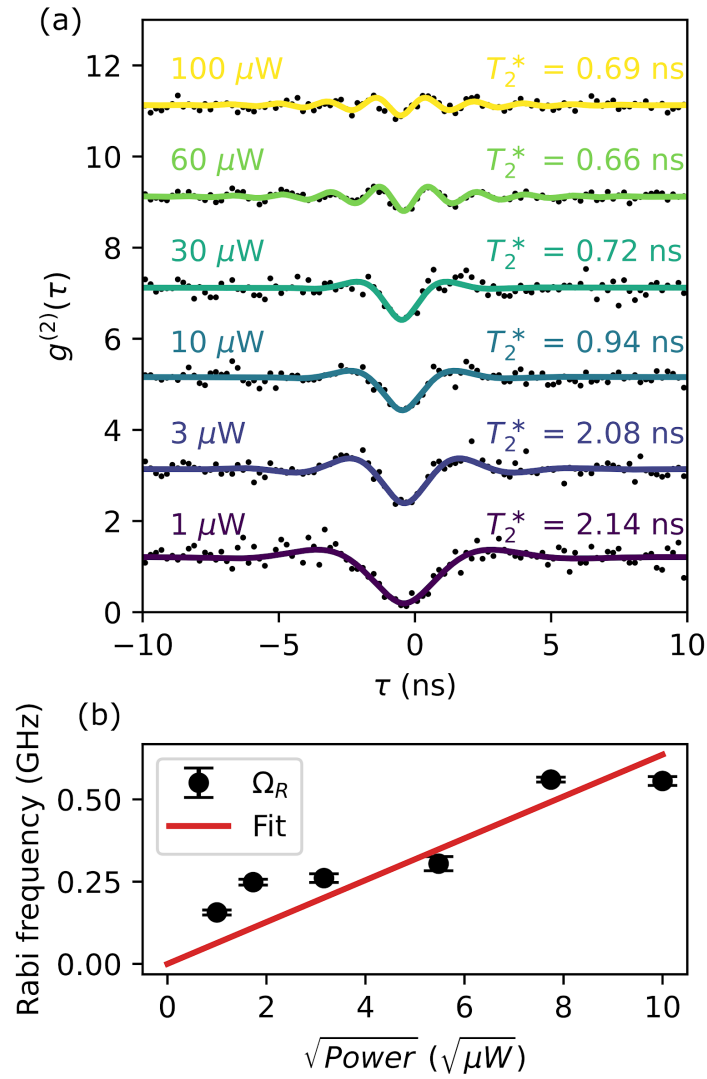 (a)
12
10
8
6
4
2
0
g⁽²⁾(τ)
100 μW T₂* = 0.69 ns
60 μW T₂* = 0.66 ns
30 μW T₂* = 0.72 ns
10 μW T₂* = 0.94 ns
3 μW T₂* = 2.08 ns
1 μW T₂* = 2.14 ns
−10 −5 0 5 10
τ (ns)
(b)
Rabi frequency (GHz)
0.50
0.25
0.00
Ω_R
Fit
0 2 4 6 8 10
√Power (√μW)